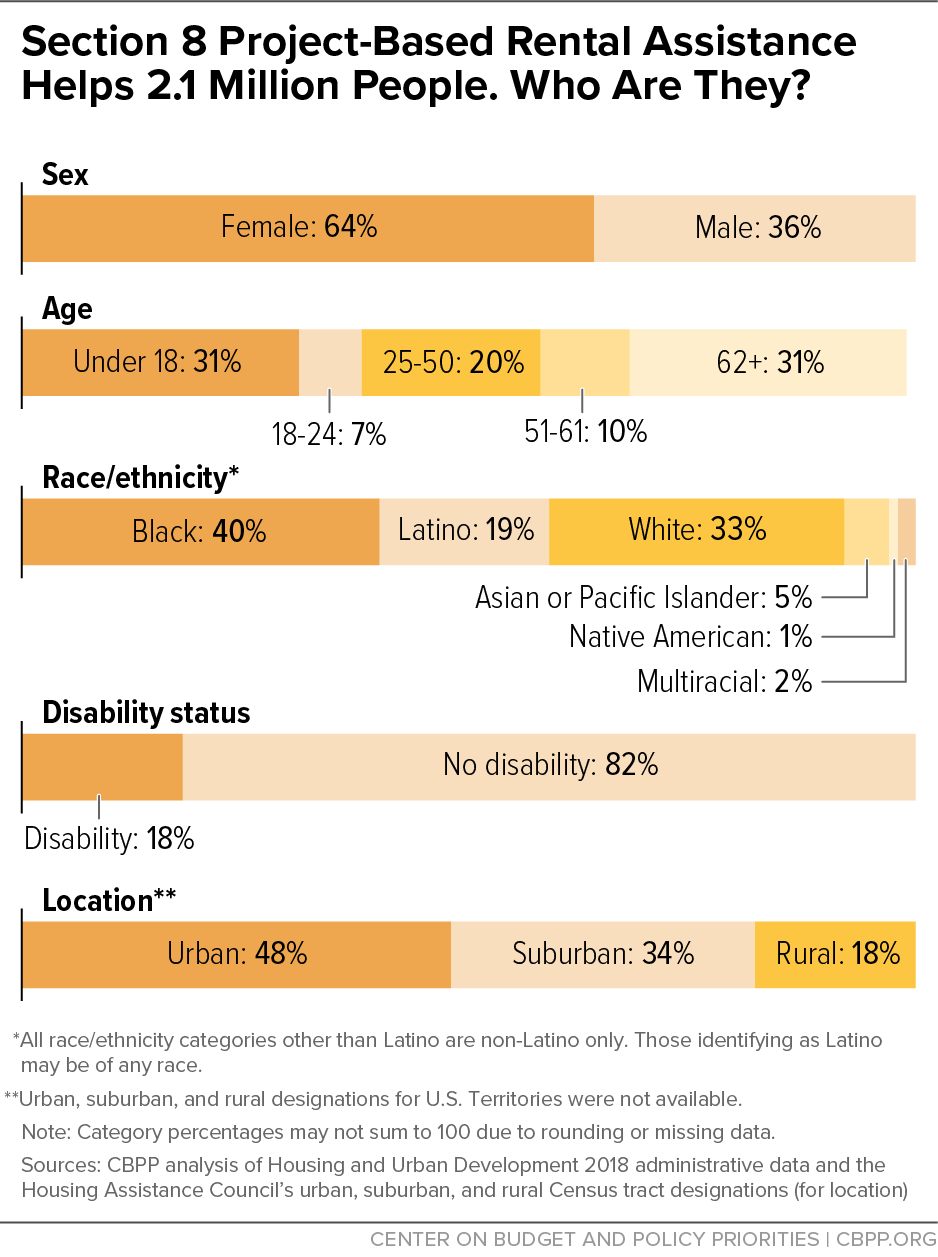 Section 8 Project-Based Rental Assistance
Helps 2.1 Million People. Who Are They?
Sex
Female: 64%
Male: 36%
Age
Under 18: 31%
25-50: 20%
62+: 31%
18-24: 7%
51-61: 10%
Race/ethnicity*
Black: 40%
Latino: 19%
White: 33%
Asian or Pacific Islander: 5%
Native American: 1%
Multiracial: 2%
Disability status
No disability: 82%
Disability: 18%
Location**
Urban: 48%
Suburban: 34%
Rural: 18%
*All race/ethnicity categories other than Latino are non-Latino only. Those identifying as Latino
may be of any race.
**Urban, suburban, and rural designations for U.S. Territories were not available.
Note: Category percentages may not sum to 100 due to rounding or missing data.
Sources: CBPP analysis of Housing and Urban Development 2018 administrative data and the
Housing Assistance Council’s urban, suburban, and rural Census tract designations (for location)
CENTER ON BUDGET AND POLICY PRIORITIES | CBPP.ORG